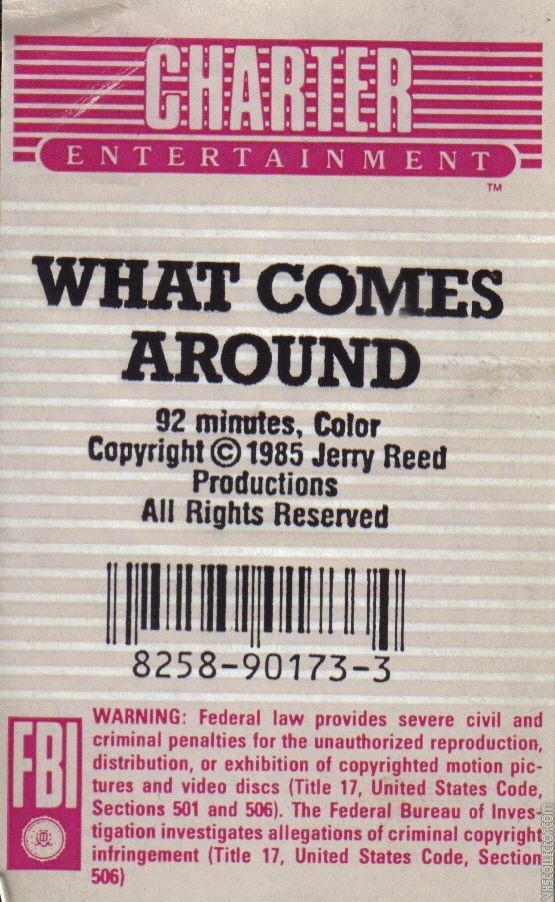 CHARTER
ENTERTAINMENT
TM
WHAT COMES
AROUND
92 minutes, Color
Copyright © 1985 Jerry Reed
Productions
All Rights Reserved
8258-90173-3
FBI
WARNING: Federal law provides severe civil and
criminal penalties for the unauthorized reproduction,
distribution, or exhibition of copyrighted motion pic-
tures and video discs (Title 17, United States Code,
Sections 501 and 506). The Federal Bureau of Inves-
tigation investigates allegations of criminal copyright
infringement (Title 17, United States Code, Section
506)
VHSCOLLECTOR.COM